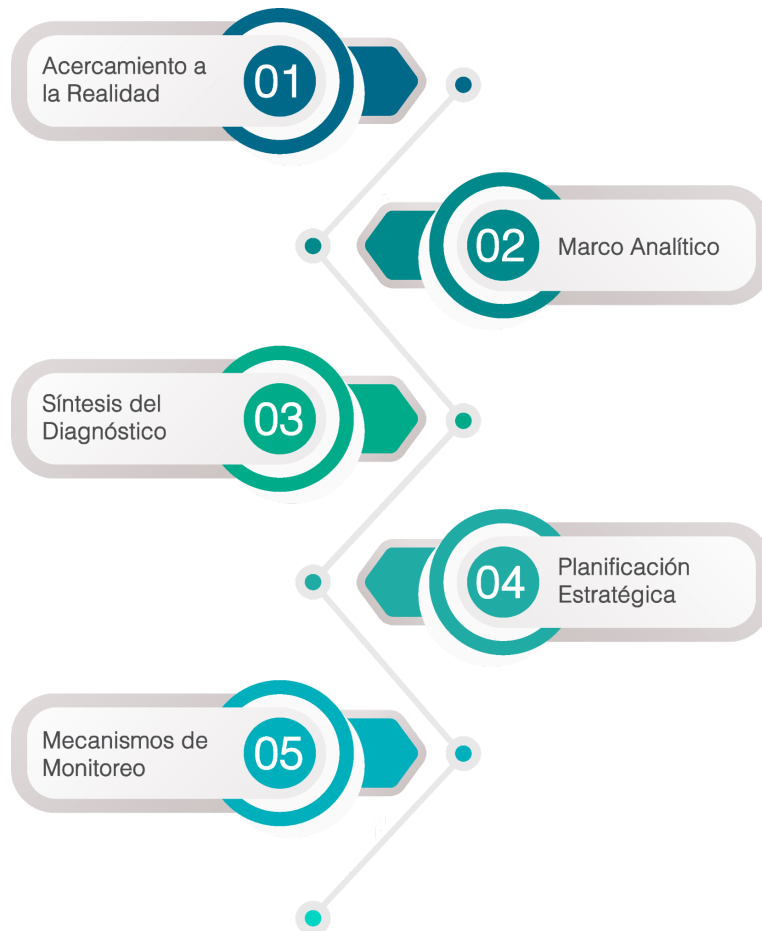 Acercamiento a
la Realidad
01
02
Marco Analítico
Síntesis del
Diagnóstico
03
04
Planificación
Estratégica
Mecanismos de
Monitoreo
05